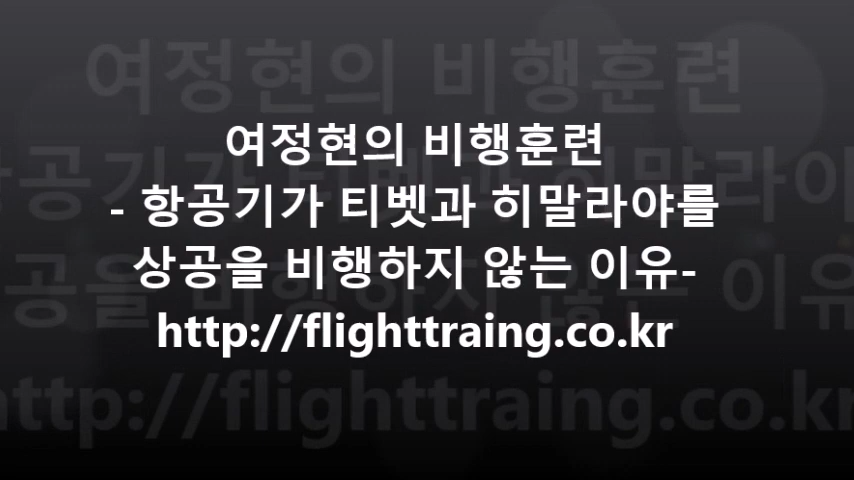 여정현의 비행훈련
- 항공기가 티벳과 히말라야를
상공을 비행하지 않는 이유-
http://flighttraing.co.kr